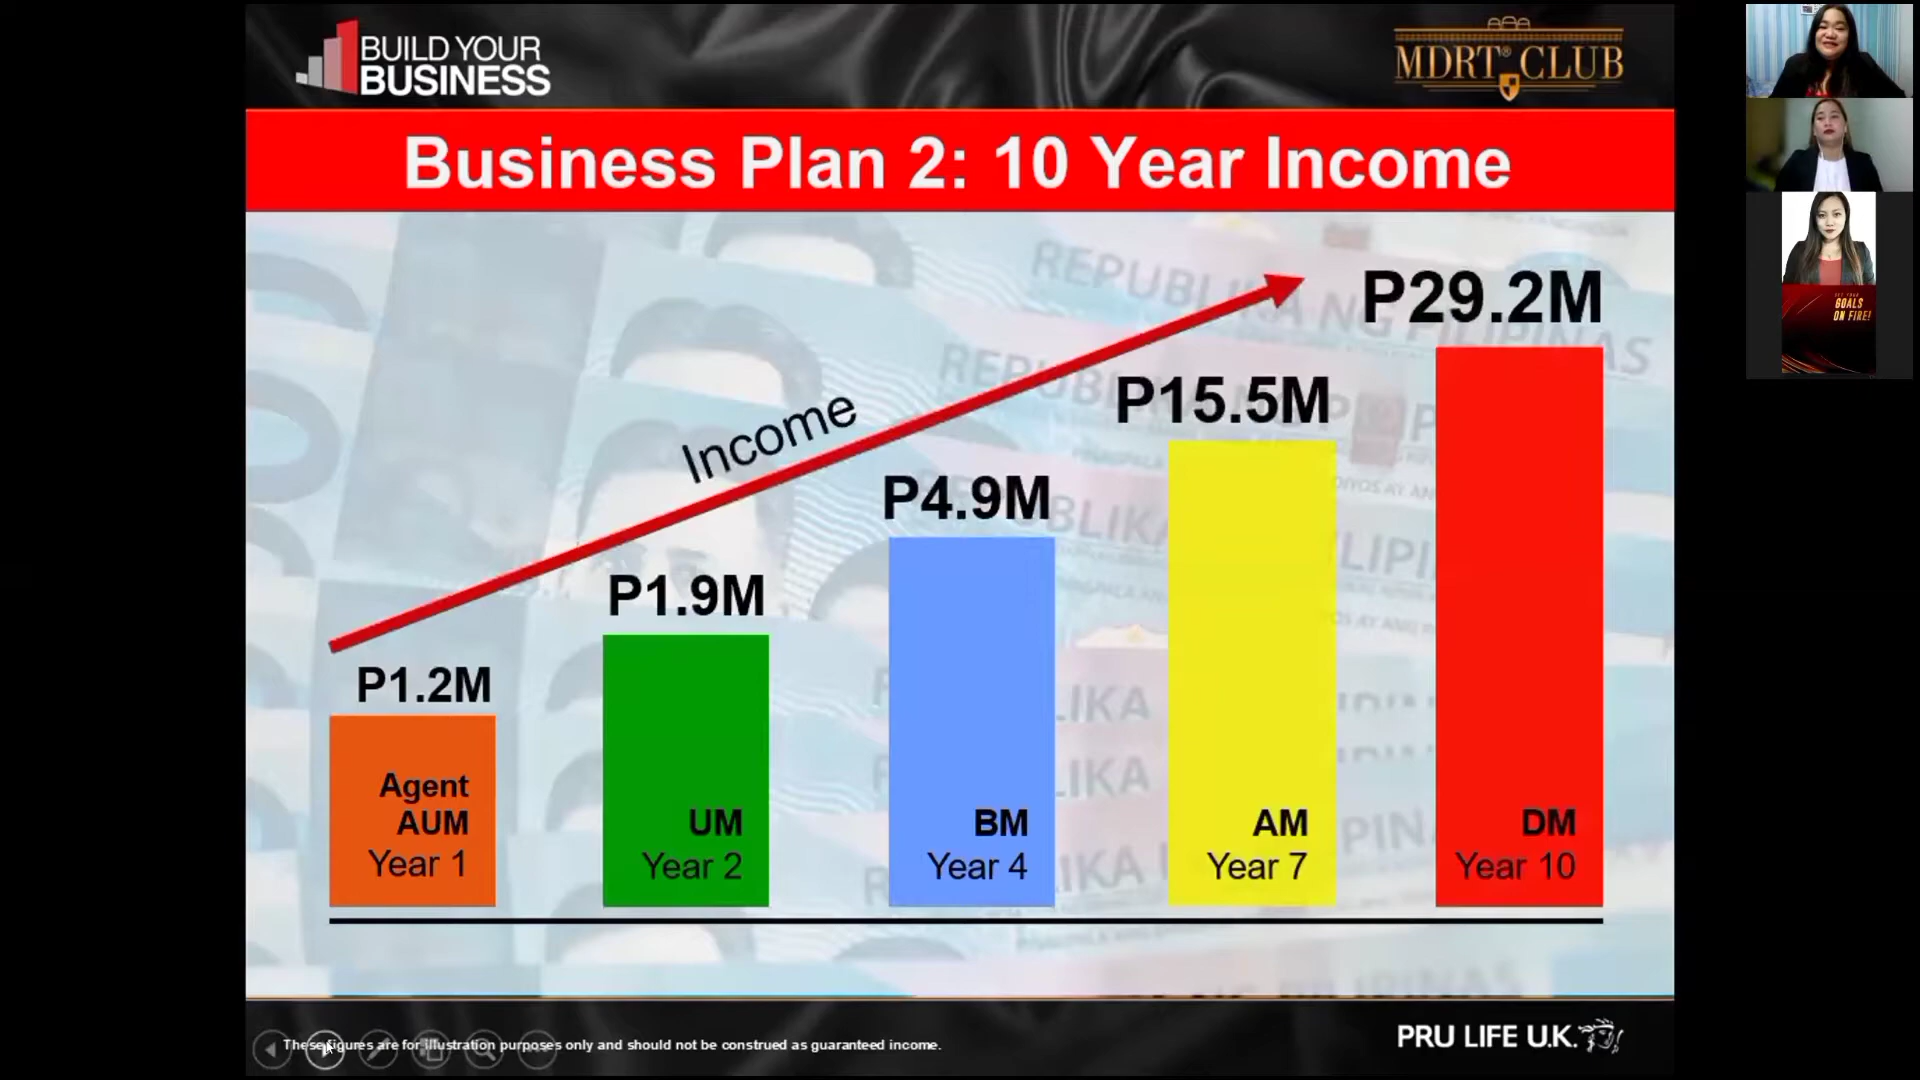 BUILD YOUR
BUSINESS
MDRT® CLUB
Business Plan 2: 10 Year Income
SET YOUR
GOALS
ON FIRE!
REPUBLIKA NG PILIPINAS
P29.2M
P15.5M
Income
P4.9M
P1.9M
P1.2M
Agent
AUM
Year 1
UM
Year 2
BM
Year 4
AM
Year 7
DM
Year 10
These figures are for illustration purposes only and should not be construed as guaranteed income.
PRU LIFE U.K.